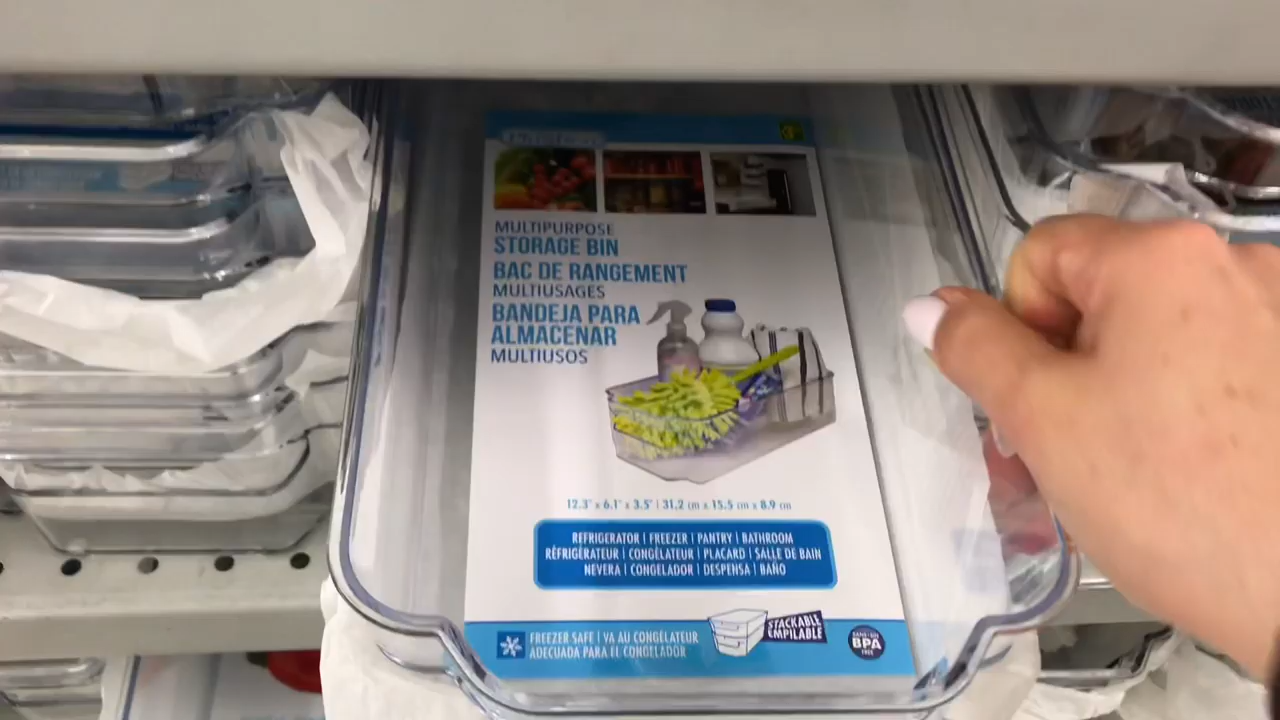 MULTIPURPOSE
STORAGE BIN
BAC DE RANGEMENT
MULTIUSAGES
BANDEJA PARA
ALMACENAR
MULTIUSOS
12.3" x 6.1" x 3.5" | 31.2 cm x 15.5 cm x 8.9 cm
REFRIGERATOR | FREEZER | PANTRY | BATHROOM
RÉFRIGÉRATEUR | CONGÉLATEUR | PLACARD | SALLE DE BAIN
NEVERA | CONGELADOR | DESPENSA | BAÑO
FREEZER SAFE | VA AU CONGÉLATEUR
ADECUADA PARA EL CONGELADOR
STACKABLE
EMPILABLE
BPA
FREE